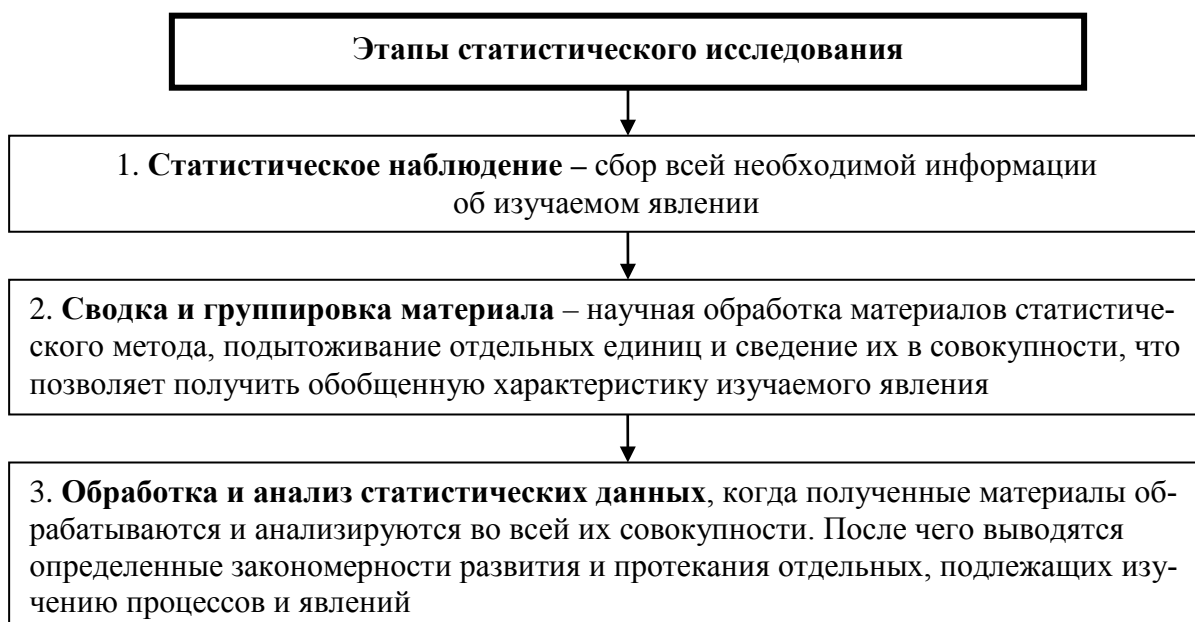 Этапы статистического исследования
1. Статистическое наблюдение – сбор всей необходимой информации
об изучаемом явлении
2. Сводка и группировка материала – научная обработка материалов статистиче-
ского метода, подытоживание отдельных единиц и сведение их в совокупности, что
позволяет получить обобщенную характеристику изучаемого явления
3. Обработка и анализ статистических данных, когда полученные материалы об-
рабатываются и анализируются во всей их совокупности. После чего выводятся
определенные закономерности развития и протекания отдельных, подлежащих изу-
чению процессов и явлений